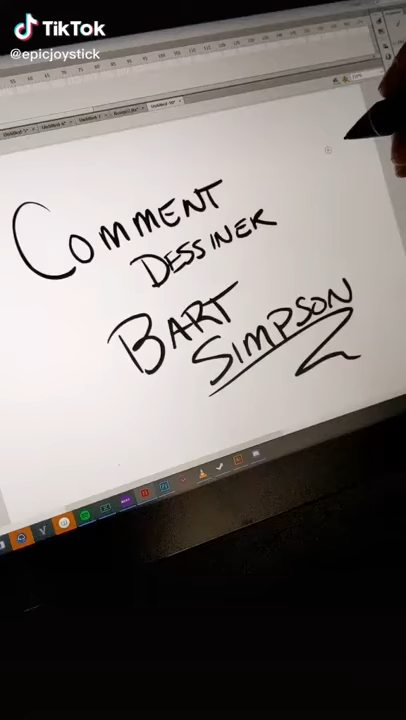 TikTok
@epicjoystick
COMMENT
DESSINER
BART
SIMPSON